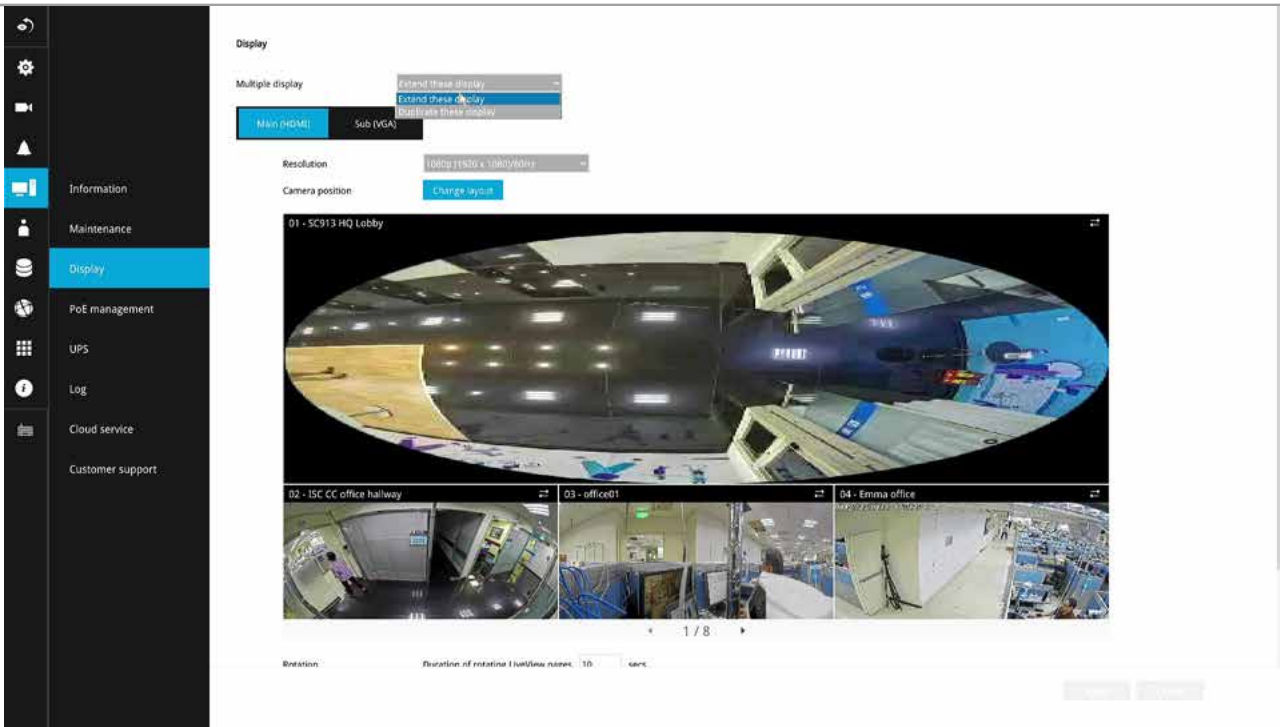 Display
Multiple display
Extend these display
Extend these display
Duplicate these display
Main (HDMI)
Sub (VGA)
Resolution
1080p (1920 x 1080)/60Hz
Camera position
Change layout
Information
Maintenance
Display
PoE management
UPS
Log
Cloud service
Customer support
01 - SC913 HQ Lobby
02 - ISC CC office hallway
03 - office01
04 - Emma office
1 / 8
Rotation
Duration of rotating LiveView pages
10
secs